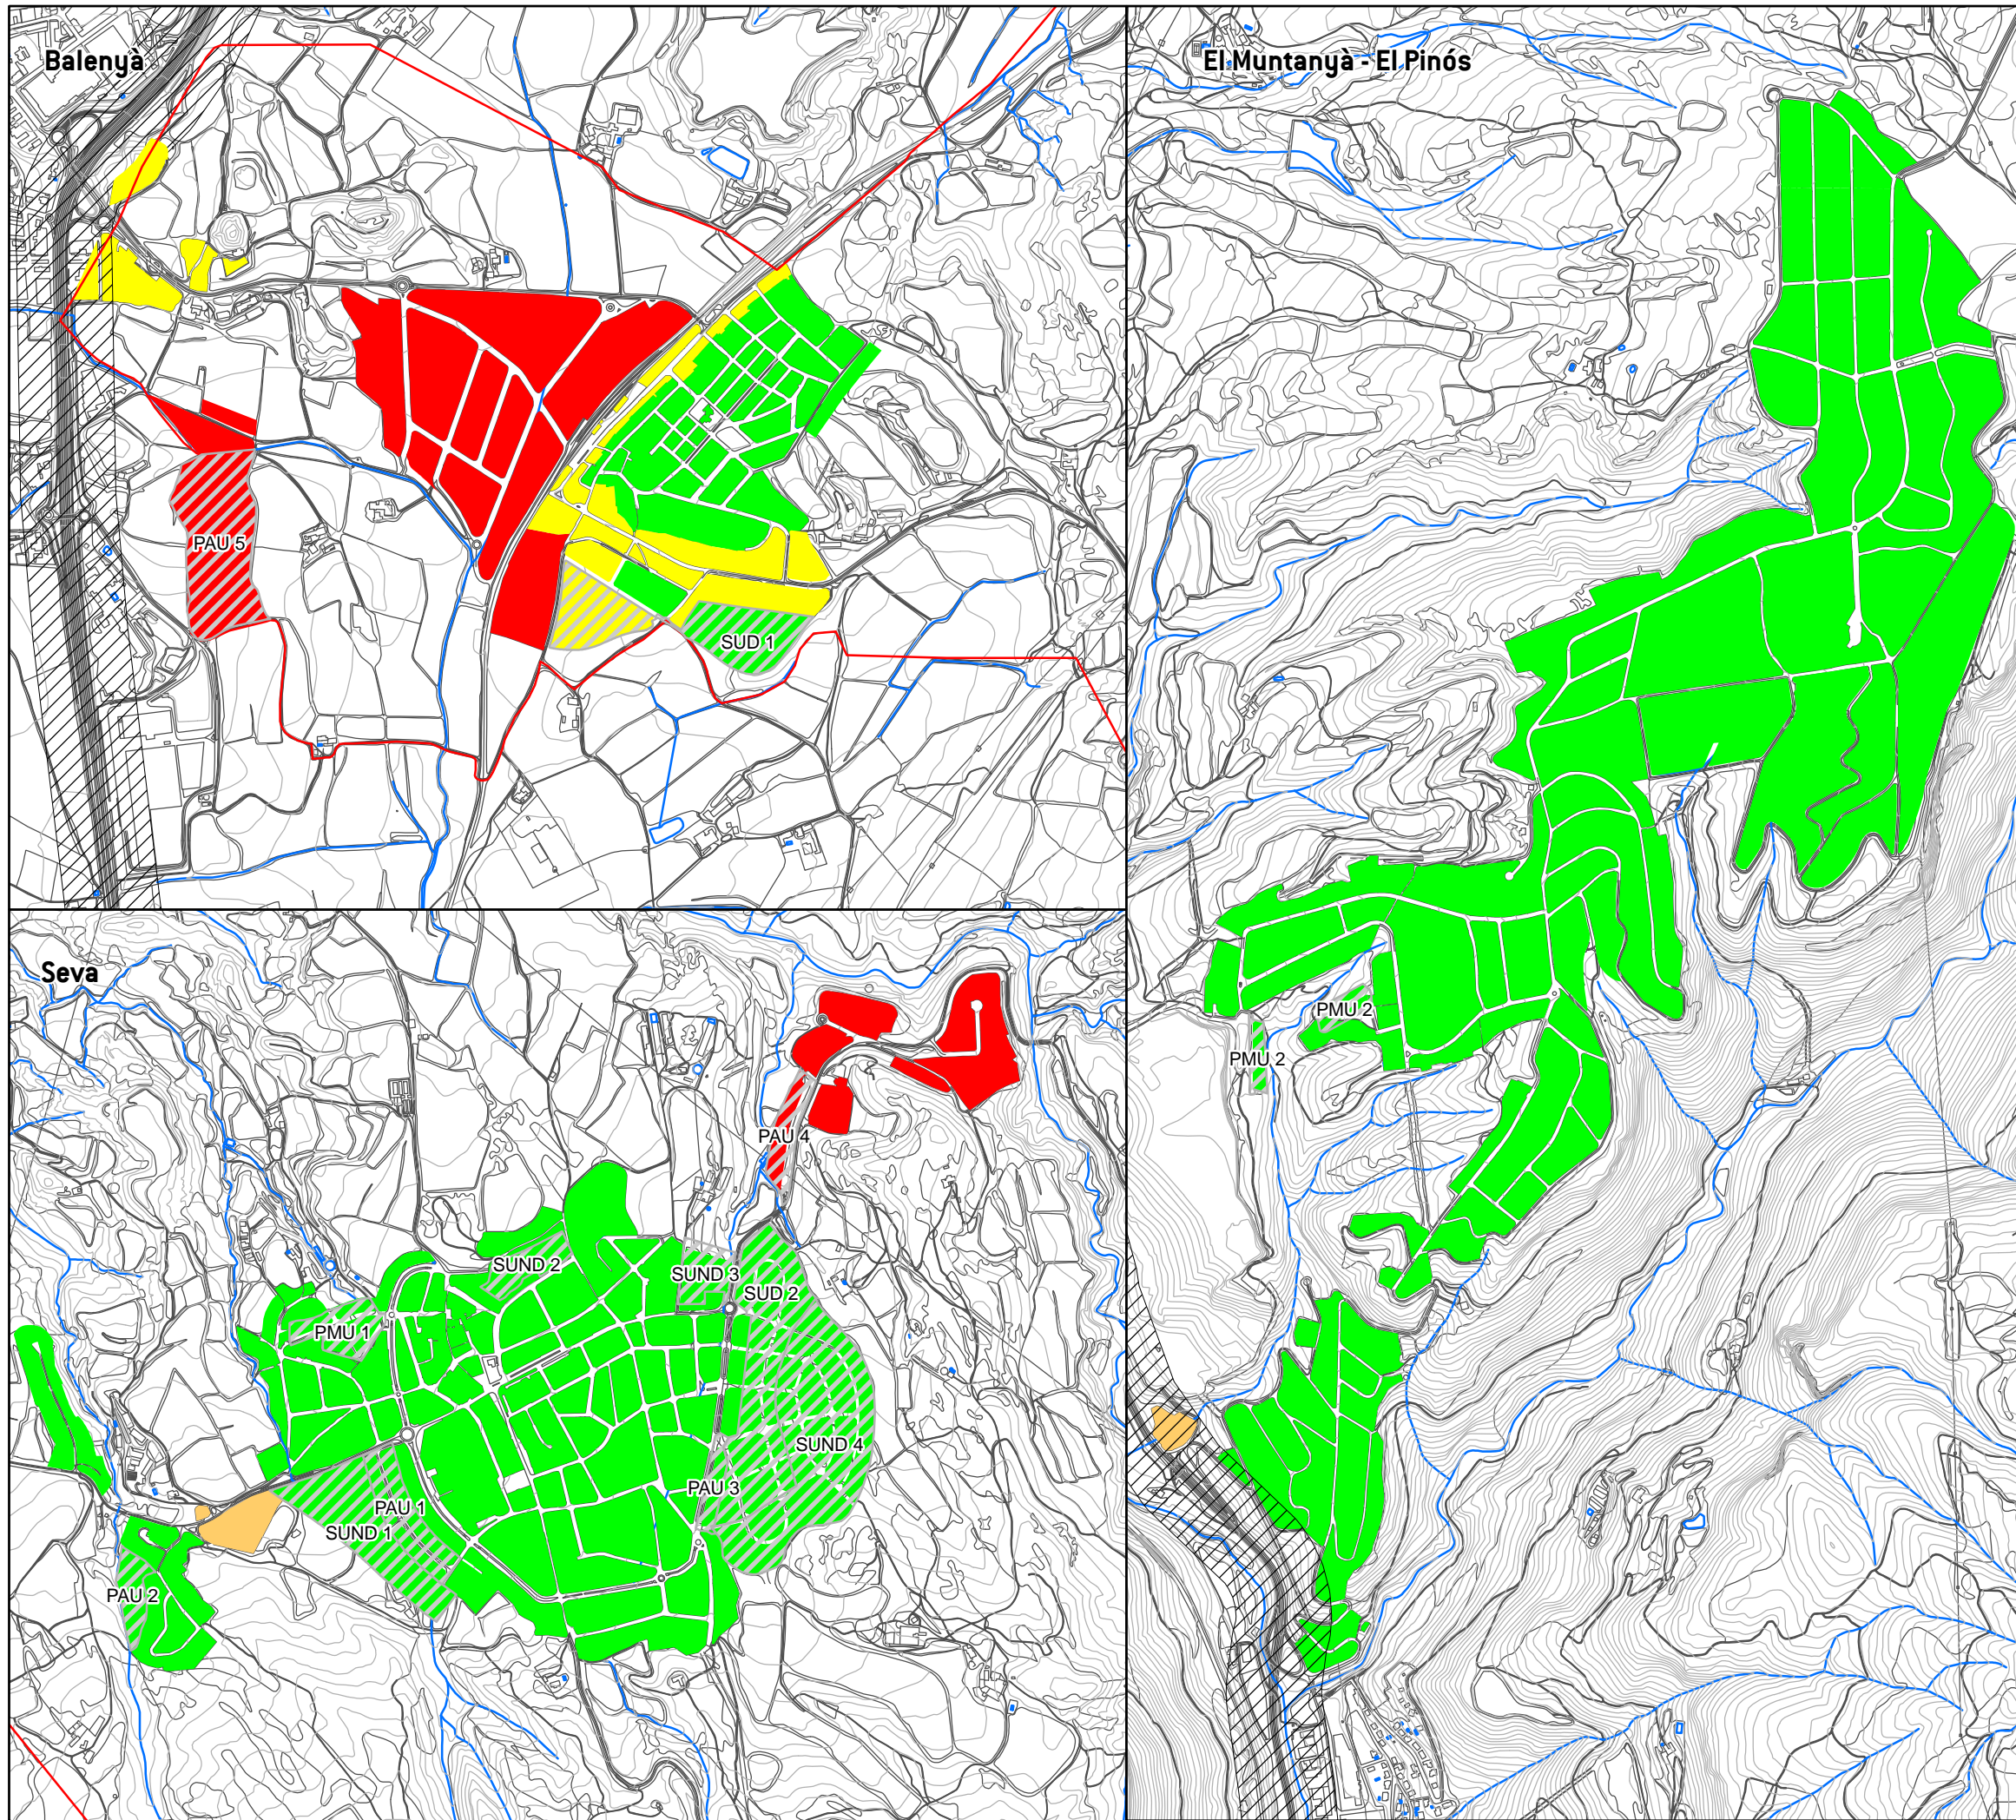 Balenyà
PAU 5
SUD 1
Seva
PAU 4
SUND 2
SUND 3
SUD 2
PMU 1
SUND 4
PAU 3
PAU 1
SUND 1
PAU 2
El Muntanyà - El Pinós
PMU 2
PMU 2